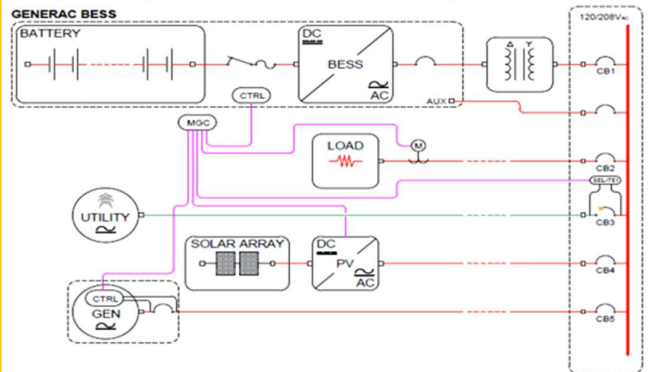 GENERAC BESS
120/208VAC
BATTERY
DC
BESS
AC
Δ Y
CB1
CTRL
AUX
MGC
LOAD
M
CB2
UTILITY
CB3
SOLAR ARRAY
DC
PV
AC
CB4
CTRL
GEN
CB5